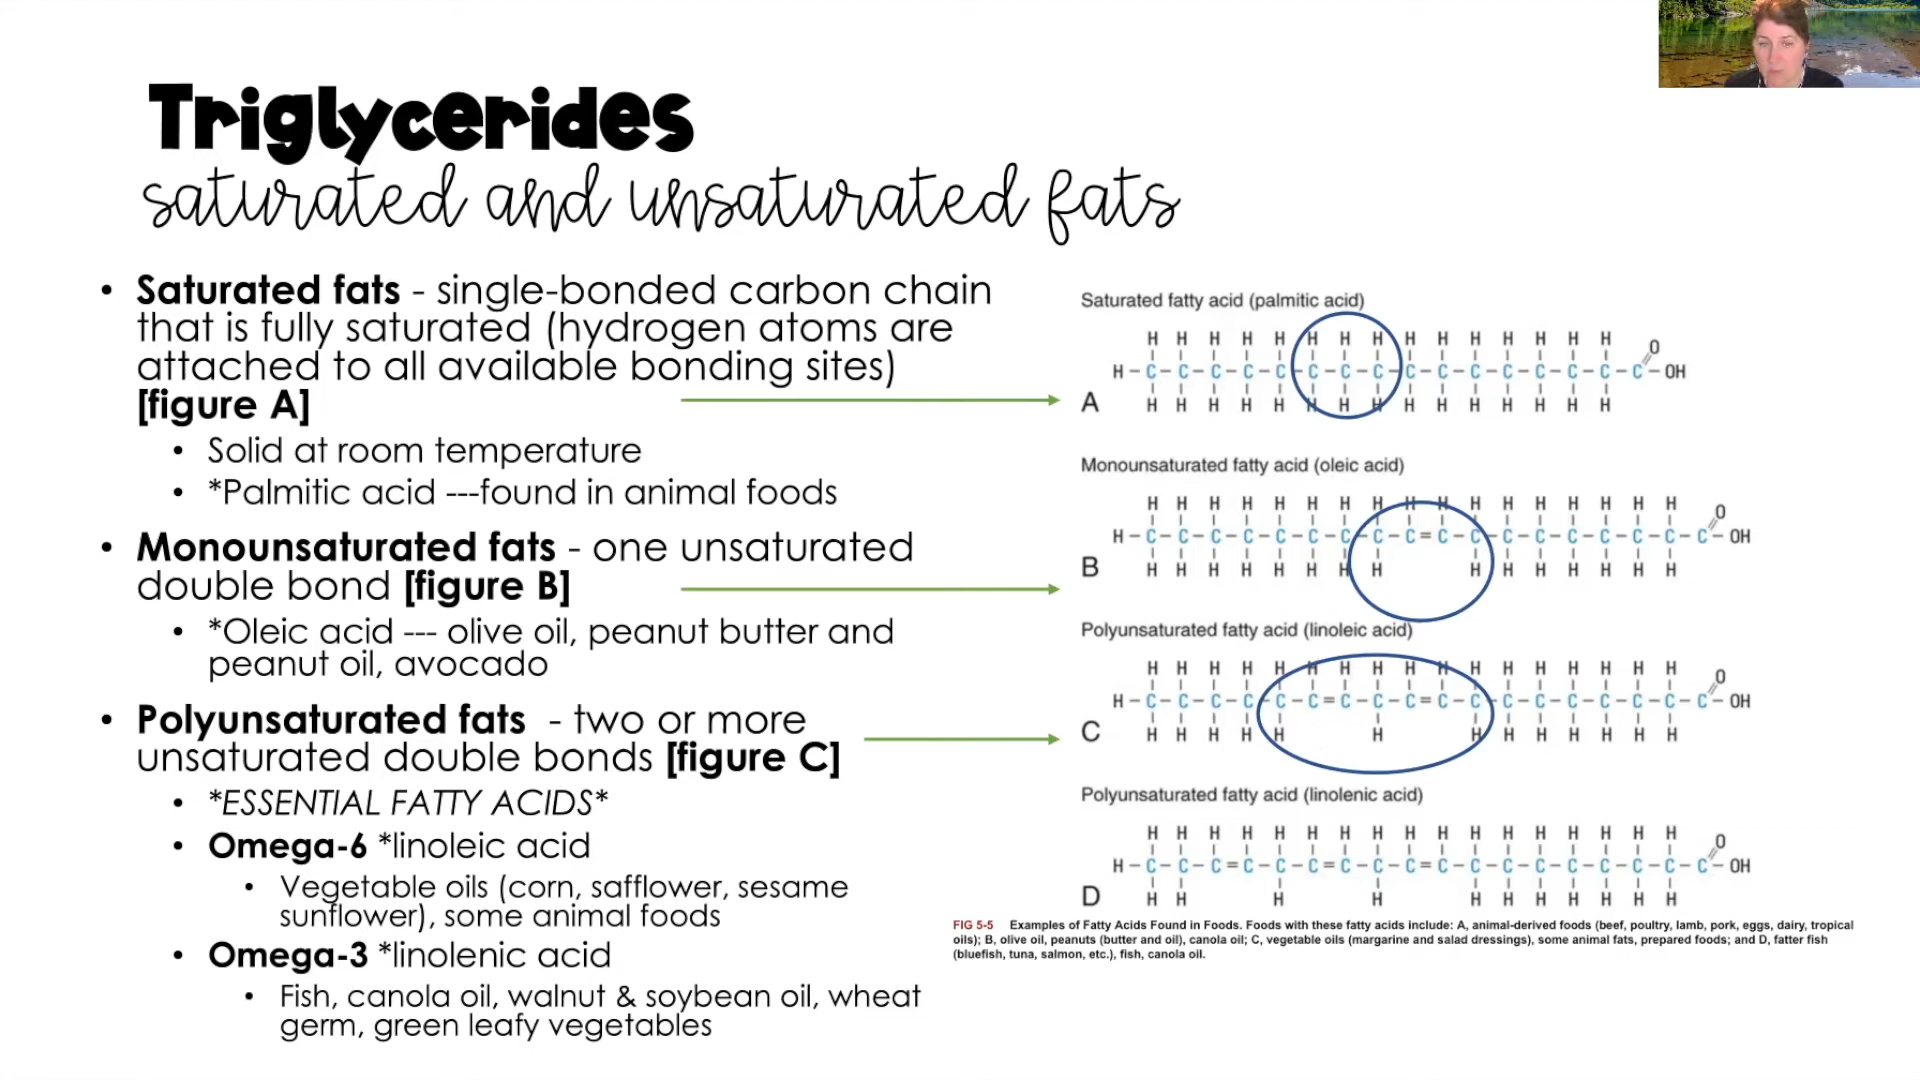 Triglycerides
saturated and unsaturated fats
• Saturated fats - single-bonded carbon chain
that is fully saturated (hydrogen atoms are
attached to all available bonding sites)
[figure A]
• Solid at room temperature
• *Palmitic acid ---found in animal foods
• Monounsaturated fats - one unsaturated
double bond [figure B]
• *Oleic acid --- olive oil, peanut butter and
peanut oil, avocado
• Polyunsaturated fats - two or more
unsaturated double bonds [figure C]
• *ESSENTIAL FATTY ACIDS*
• Omega-6 *linoleic acid
• Vegetable oils (corn, safflower, sesame
sunflower), some animal foods
• Omega-3 *linolenic acid
• Fish, canola oil, walnut & soybean oil, wheat
germ, green leafy vegetables
Saturated fatty acid (palmitic acid)
H H H H H H H H H H H H H H H
O
H-C-C-C-C-C-C-C-C-C-C-C-C-C-C-C-C-OH
A
H H H H H H H H H H H H H H H
Monounsaturated fatty acid (oleic acid)
H H H H H H H H H H H H H H H H H
O
H-C-C-C-C-C-C-C-C-C=C-C-C-C-C-C-C-C-C-OH
B
H H H H H H H H H H H H H H H
Polyunsaturated fatty acid (linoleic acid)
H H H H H H H H H H H H H H H H H
O
H-C-C-C-C-C-C=C-C-C=C-C-C-C-C-C-C-C-C-OH
C
H H H H H H H H H H H H H
Polyunsaturated fatty acid (linolenic acid)
H H H H H H H H H H H H H H H H H
O
H-C-C-C=C-C-C=C-C-C=C-C-C-C-C-C-C-C-C-OH
D
H H H H H H H H H H H
FIG 5-5 Examples of Fatty Acids Found in Foods. Foods with these fatty acids include: A, animal-derived foods (beef, poultry, lamb, pork, eggs, dairy, tropical
oils); B, olive oil, peanuts (butter and oil), canola oil; C, vegetable oils (margarine and salad dressings), some animal fats, prepared foods; and D, fatter fish
(bluefish, tuna, salmon, etc.), fish, canola oil.